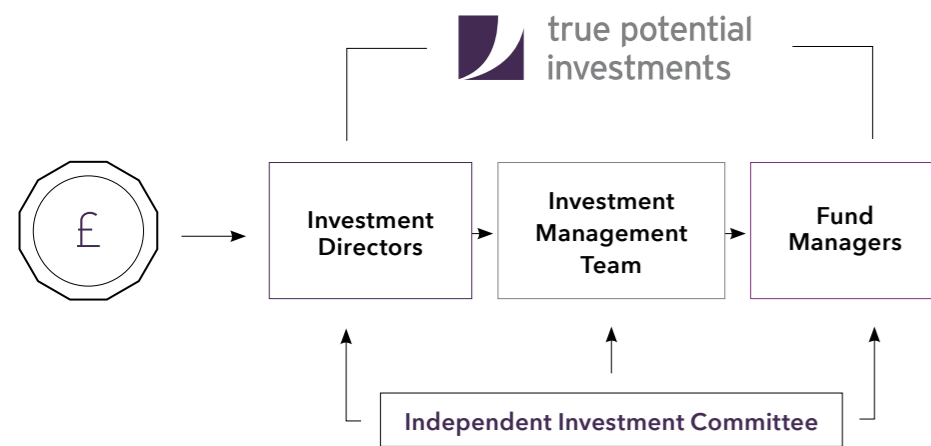 true potential
investments
£
Investment
Directors
Investment
Management
Team
Fund
Managers
Independent Investment Committee